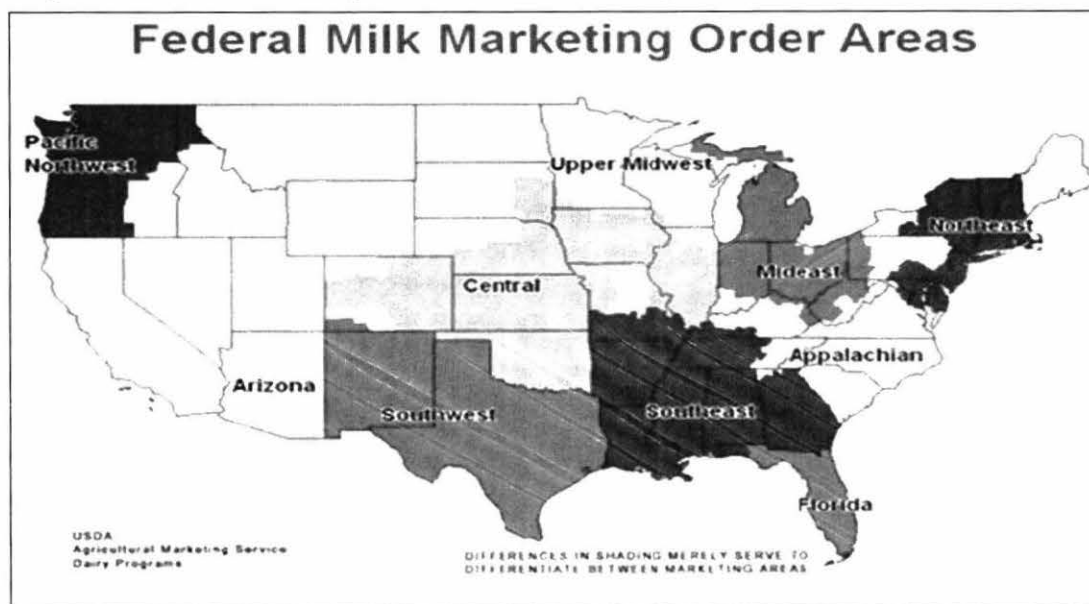 Federal Milk Marketing Order Areas
Pacific
Northwest
Upper Midwest
Northeast
Mideast
Central
Appalachian
Arizona
Southwest
Southeast
Florida
USDA
Agricultural Marketing Service
Dairy Programs
DIFFERENCES IN SHADING MERELY SERVE TO
DIFFERENTIATE BETWEEN MARKETING AREAS